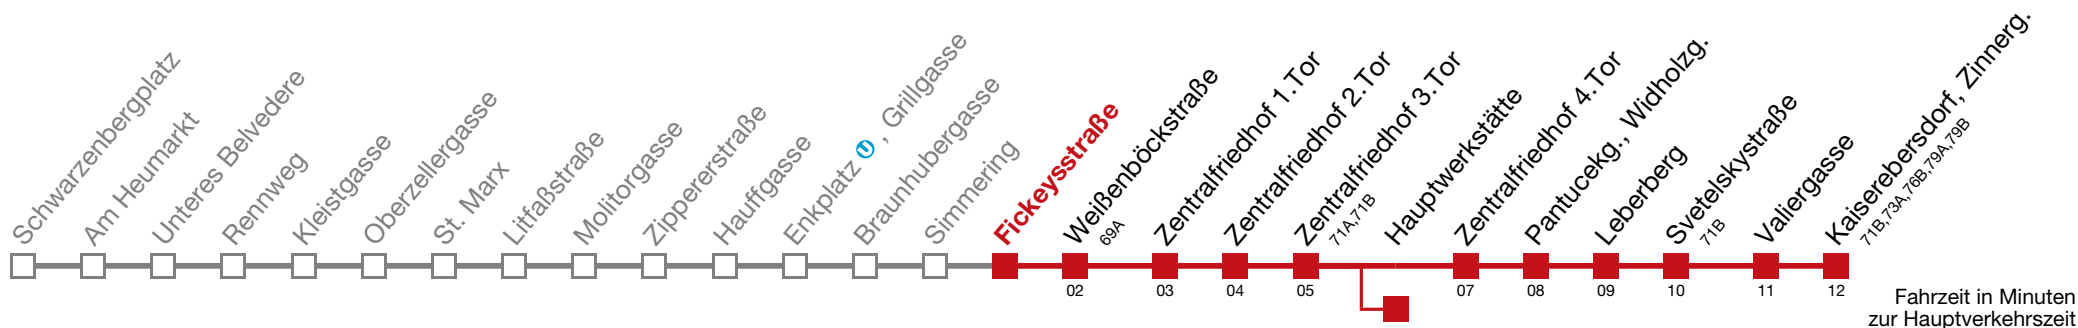 Schwarzenbergplatz
Am Heumarkt
Unteres Belvedere
Rennweg
Kleistgasse
Oberzellergasse
St. Marx
Litfaßstraße
Molitorgasse
Zippererstraße
Hauffgasse
Enkplatz U, Grillgasse
Braunhubergasse
Simmering
Fickeysstraße
Weißenböckstraße
69A
Zentralfriedhof 1.Tor
Zentralfriedhof 2.Tor
Zentralfriedhof 3.Tor
71A,71B
Hauptwerkstätte
Zentralfriedhof 4.Tor
Pantucekg., Widholzg.
Leberberg
Svetelskystraße
71B
Valiergasse
Kaiserebersdorf, Zinnerg.
71B,73A,76B,79A,79B
02 03 04 05 07 08 09 10 11 12
Fahrzeit in Minuten
zur Hauptverkehrszeit